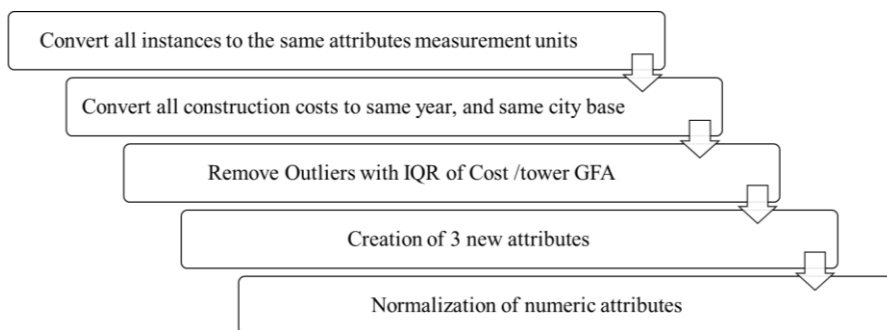 Convert all instances to the same attributes measurement units
Convert all construction costs to same year, and same city base
Remove Outliers with IQR of Cost /tower GFA
Creation of 3 new attributes
Normalization of numeric attributes